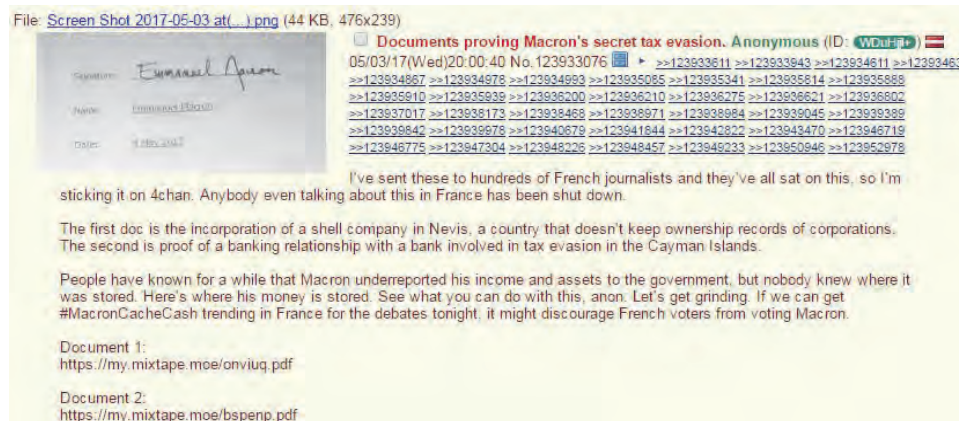 File: Screen Shot 2017-05-03 at(...).png (44 KB, 476x239)
Documents proving Macron's secret tax evasion. Anonymous (ID: WDuHjjl+)
05/03/17(Wed)20:00:40 No.123933076 >>123933611 >>123933943 >>123934611 >>12393463
>>123934867 >>123934978 >>123934993 >>123935085 >>123935341 >>123935814 >>123935888
>>123935910 >>123935939 >>123936200 >>123936210 >>123936275 >>123936621 >>123936802
>>123937017 >>123938173 >>123938468 >>123938971 >>123938984 >>123939045 >>123939389
>>123939842 >>123939978 >>123940679 >>123941844 >>123942822 >>123943470 >>123946719
>>123946775 >>123947304 >>123948226 >>123948457 >>123949233 >>123950946 >>123952978
Signature: Emmanuel Macron
Name: Emmanuel Macron
Date: 4 May 2012
I've sent these to hundreds of French journalists and they've all sat on this, so I'm
sticking it on 4chan. Anybody even talking about this in France has been shut down.
The first doc is the incorporation of a shell company in Nevis, a country that doesn't keep ownership records of corporations.
The second is proof of a banking relationship with a bank involved in tax evasion in the Cayman Islands.
People have known for a while that Macron underreported his income and assets to the government, but nobody knew where it
was stored. Here's where his money is stored. See what you can do with this, anon. Let's get grinding. If we can get
#MacronCacheCash trending in France for the debates tonight, it might discourage French voters from voting Macron.
Document 1:
https://my.mixtape.moe/onviuq.pdf
Document 2:
https://my.mixtape.moe/bspenp.pdf